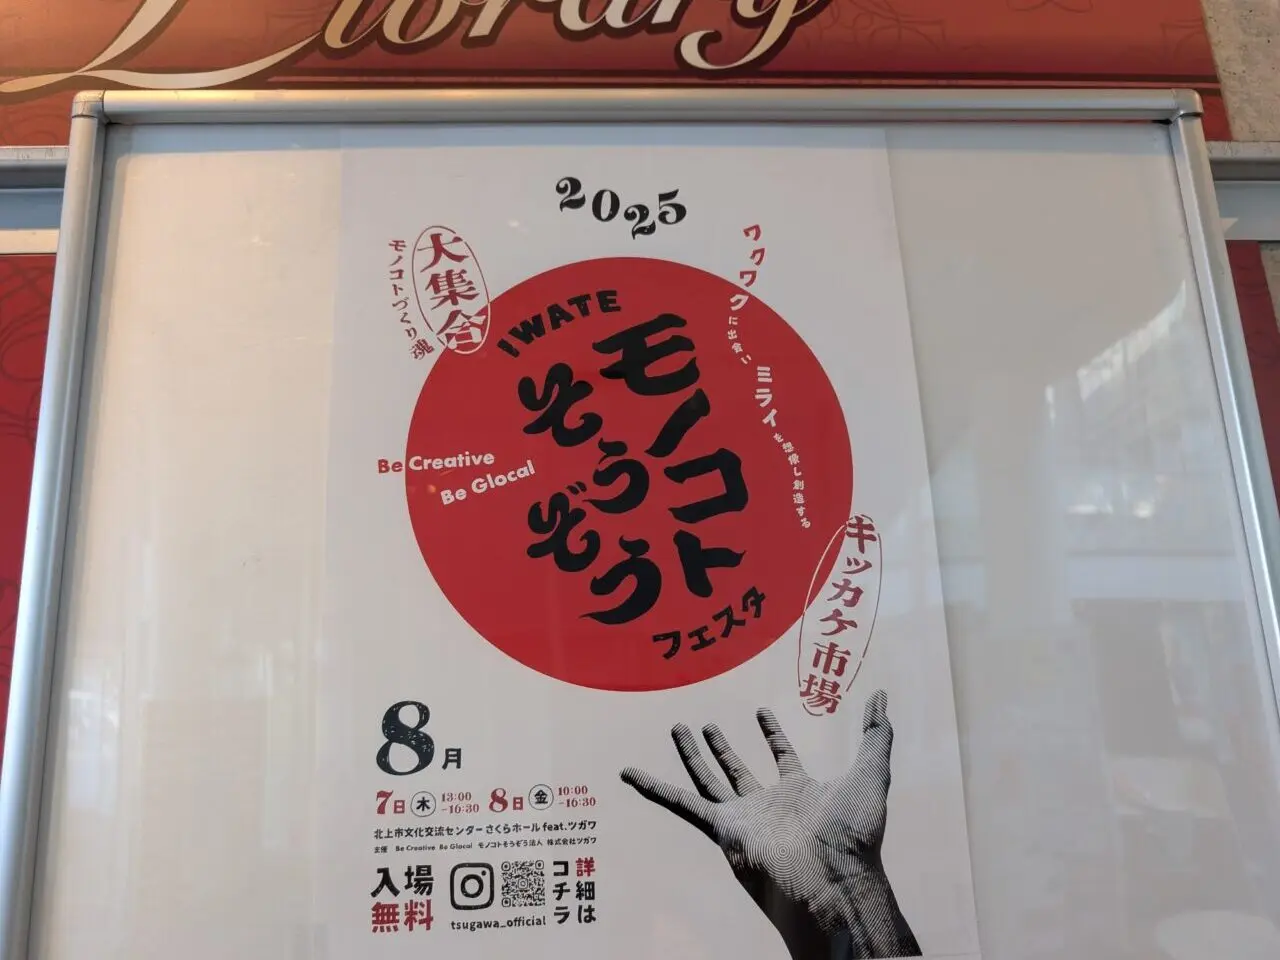 Library
2025
大集合
モノコトづくり魂
ワクワクに出会い ミライを想像し創造する
IWATE
モノコト
そうぞう
フェスタ
Be Creative
Be Glocal
キッカケ市場
8月
7日(木) 13:00-16:30 8日(金) 10:00-16:30
北上市文化交流センター さくらホール feat.ツガワ
主催 Be Creative Be Glocal モノコトそうぞう法人 株式会社ツガワ
入場無料
詳細はコチラ
tsugawa_official